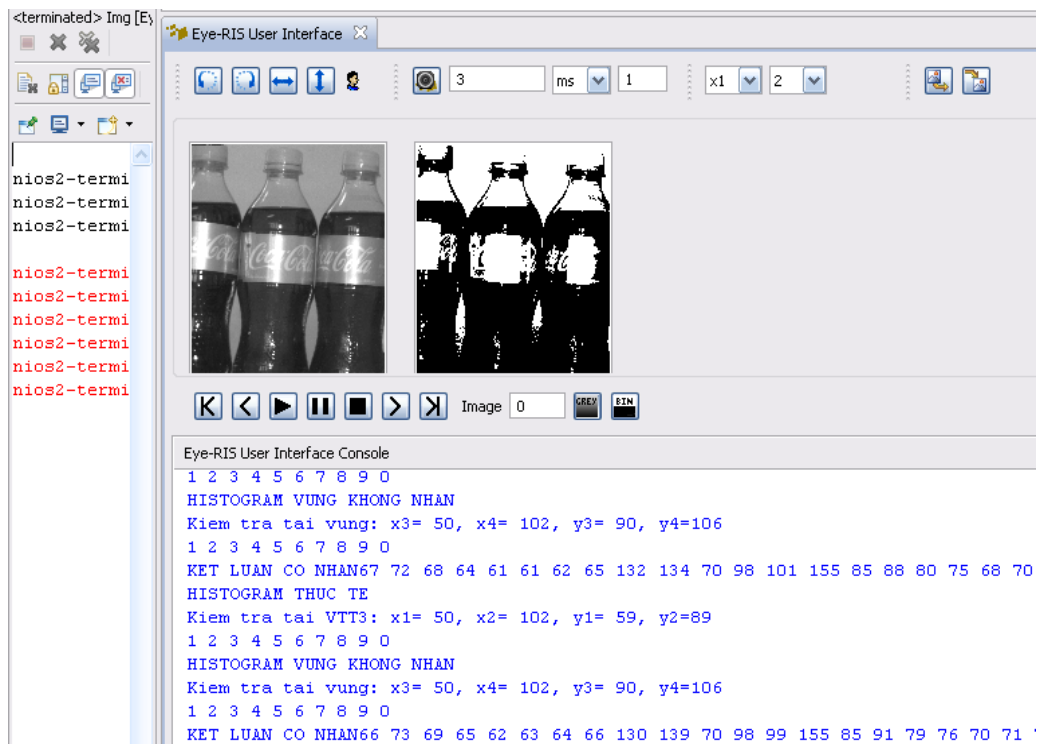 <terminated> Img [Ey
Eye-RIS User Interface
3 ms 1 x1 2
nios2-termi
nios2-termi
nios2-termi
nios2-termi
nios2-termi
nios2-termi
nios2-termi
nios2-termi
nios2-termi
Coca-Cola
Image 0 GREY BIN
Eye-RIS User Interface Console
1 2 3 4 5 6 7 8 9 0
HISTOGRAM VUNG KHONG NHAN
Kiem tra tai vung: x3= 50, x4= 102, y3= 90, y4=106
1 2 3 4 5 6 7 8 9 0
KET LUAN CO NHAN67 72 68 64 61 61 62 65 132 134 70 98 101 155 85 88 80 75 68 70
HISTOGRAM THUC TE
Kiem tra tai VTT3: x1= 50, x2= 102, y1= 59, y2=89
1 2 3 4 5 6 7 8 9 0
HISTOGRAM VUNG KHONG NHAN
Kiem tra tai vung: x3= 50, x4= 102, y3= 90, y4=106
1 2 3 4 5 6 7 8 9 0
KET LUAN CO NHAN66 73 69 65 62 63 64 66 130 139 70 98 99 155 85 91 79 76 70 71